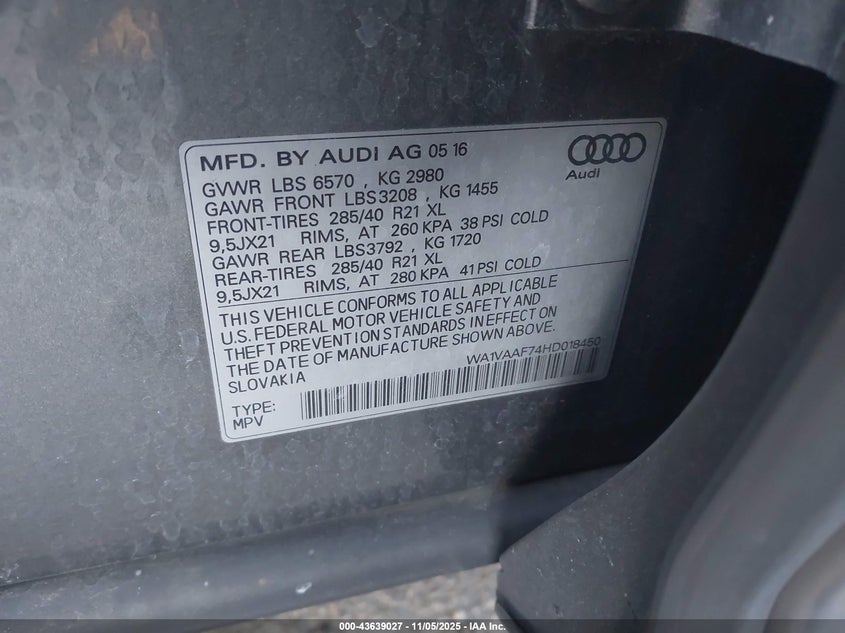 MFD. BY AUDI AG 05 16
Audi
GVWR LBS 6570 , KG 2980
GAWR FRONT LBS3208 , KG 1455
FRONT-TIRES 285/40 R21 XL
9,5JX21 RIMS, AT 260 KPA 38 PSI COLD
GAWR REAR LBS3792 , KG 1720
REAR-TIRES 285/40 R21 XL
9,5JX21 RIMS, AT 280 KPA 41 PSI COLD
THIS VEHICLE CONFORMS TO ALL APPLICABLE
U.S. FEDERAL MOTOR VEHICLE SAFETY AND
THEFT PREVENTION STANDARDS IN EFFECT ON
THE DATE OF MANUFACTURE SHOWN ABOVE.
SLOVAKIA
WA1VAAF74HD018450
TYPE:
MPV
000-43639027 - 11/05/2025 - IAA Inc.